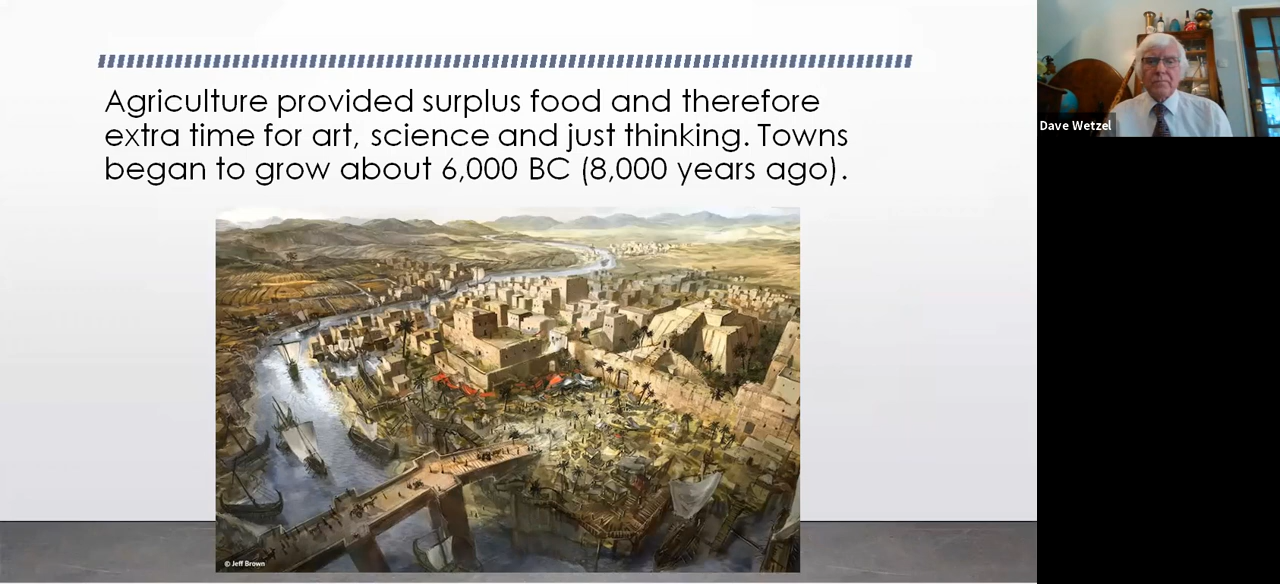 Agriculture provided surplus food and therefore
extra time for art, science and just thinking. Towns
began to grow about 6,000 BC (8,000 years ago).
© Jeff Brown
Dave Wetzel